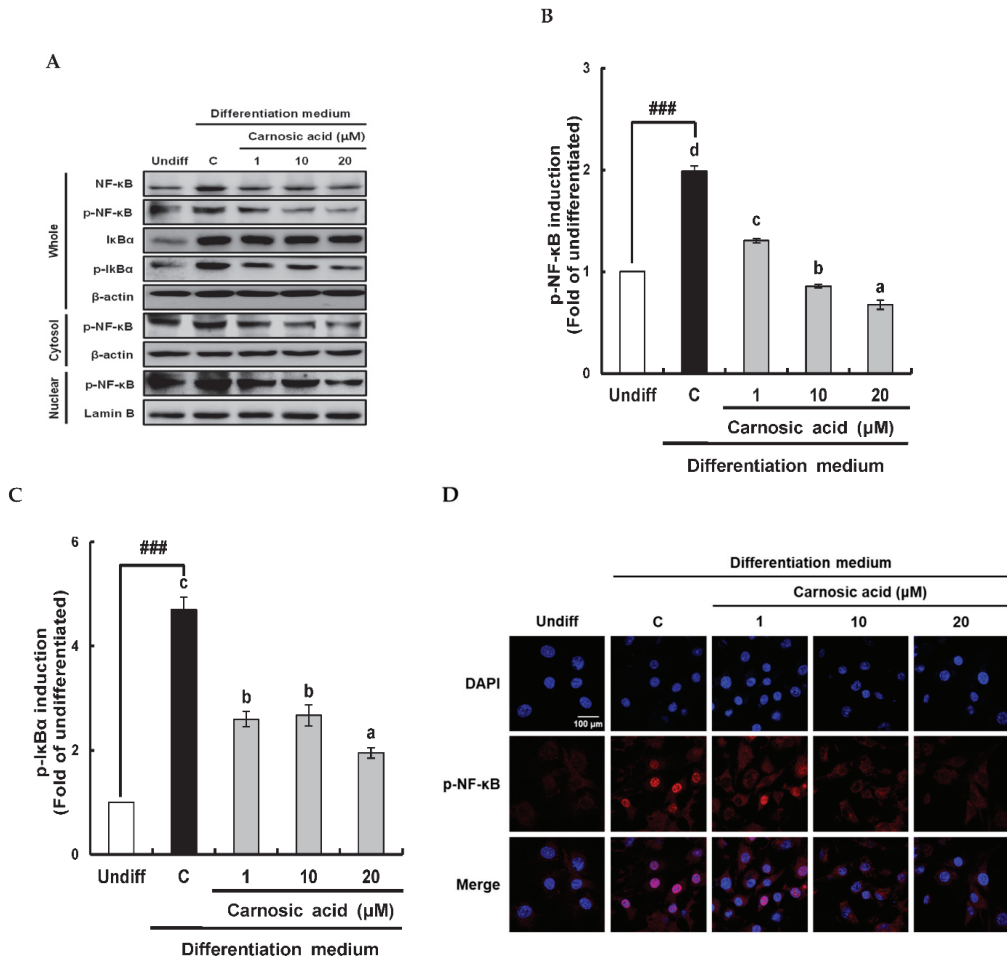 A
Differentiation medium
Carnosic acid (µM)
Undiff C 1 10 20
Whole
NF-κB
p-NF-κB
IκBα
p-IκBα
β-actin
Cytosol
p-NF-κB
β-actin
Nuclear
p-NF-κB
Lamin B
B
p-NF-κB induction
(Fold of undifferentiated)
3
2
1
0
###
d
c
b
a
Undiff C 1 10 20
Carnosic acid (µM)
Differentiation medium
C
p-IκBα induction
(Fold of undifferentiated)
6
4
2
0
###
c
b
b
a
Undiff C 1 10 20
Carnosic acid (µM)
Differentiation medium
D
Differentiation medium
Carnosic acid (µM)
Undiff C 1 10 20
DAPI
100 µm
p-NF-κB
Merge